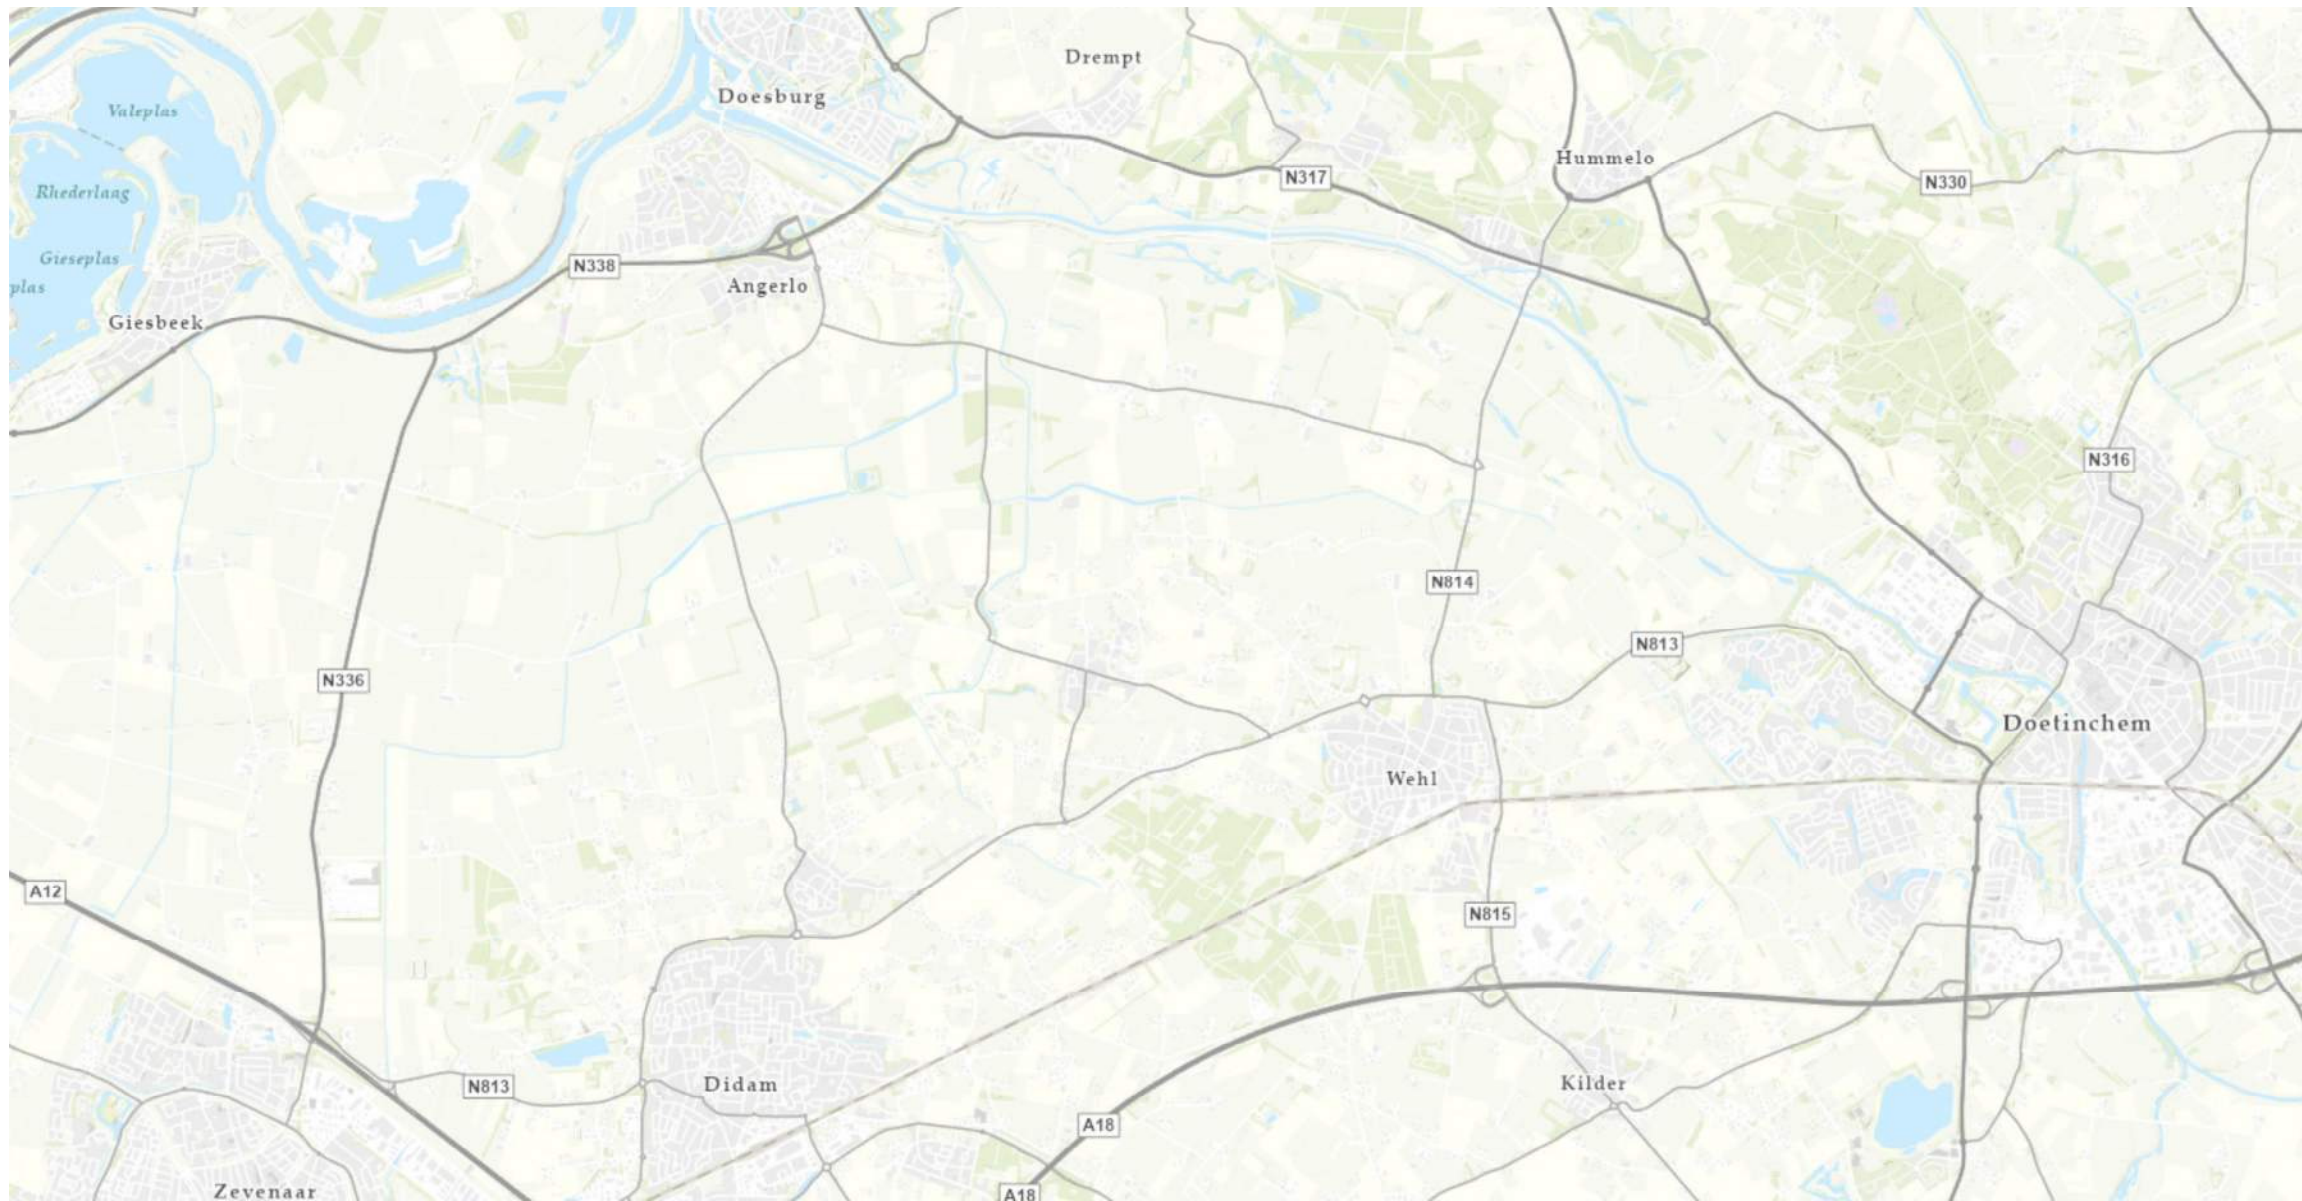 Drempt
Doesburg
Valeplas
Hummelo
N317
N330
Rhederlaag
Gieseplas
N338
Angerlo
plas
Giesbeek
N316
N814
N813
N336
Doetinchem
Wehl
A12
N815
N813
Didam
Kilder
A18
Zevenaar
A18